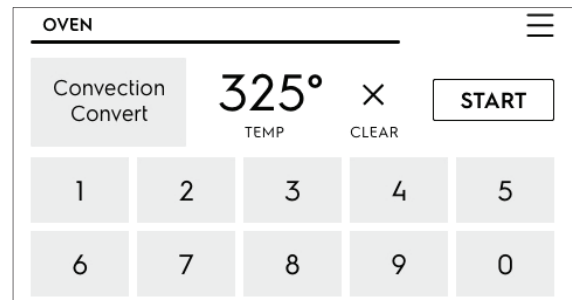 OVEN
Convection
Convert
325°
TEMP
×
CLEAR
START
1 2 3 4 5
6 7 8 9 0